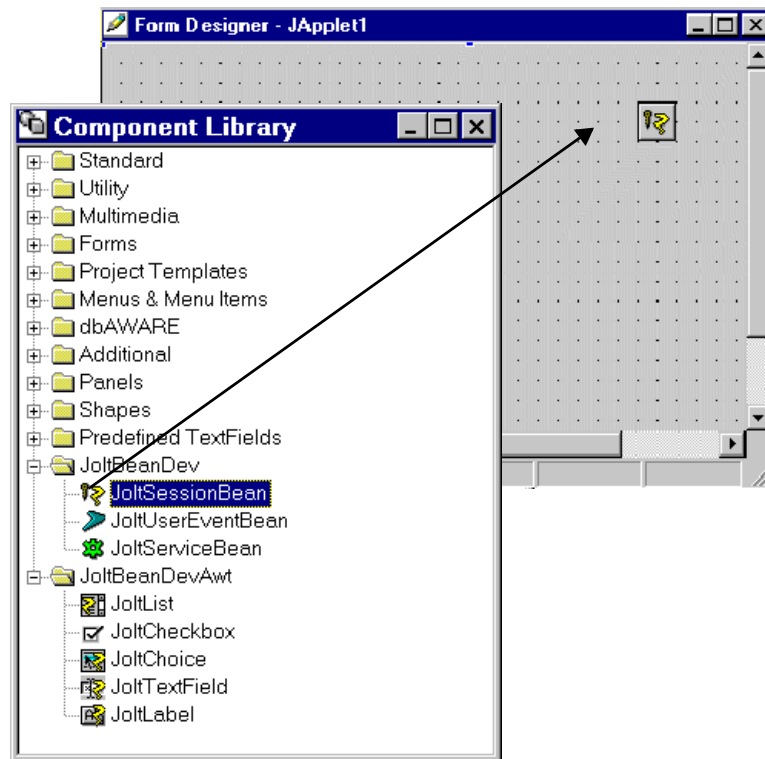 Form Designer - JApplet1
Component Library
Standard
Utility
Multimedia
Forms
Project Templates
Menus & Menu Items
dbAWARE
Additional
Panels
Shapes
Predefined TextFields
JoltBeanDev
JoltSessionBean
JoltUserEventBean
JoltServiceBean
JoltBeanDevAwt
JoltList
JoltCheckbox
JoltChoice
JoltTextField
JoltLabel